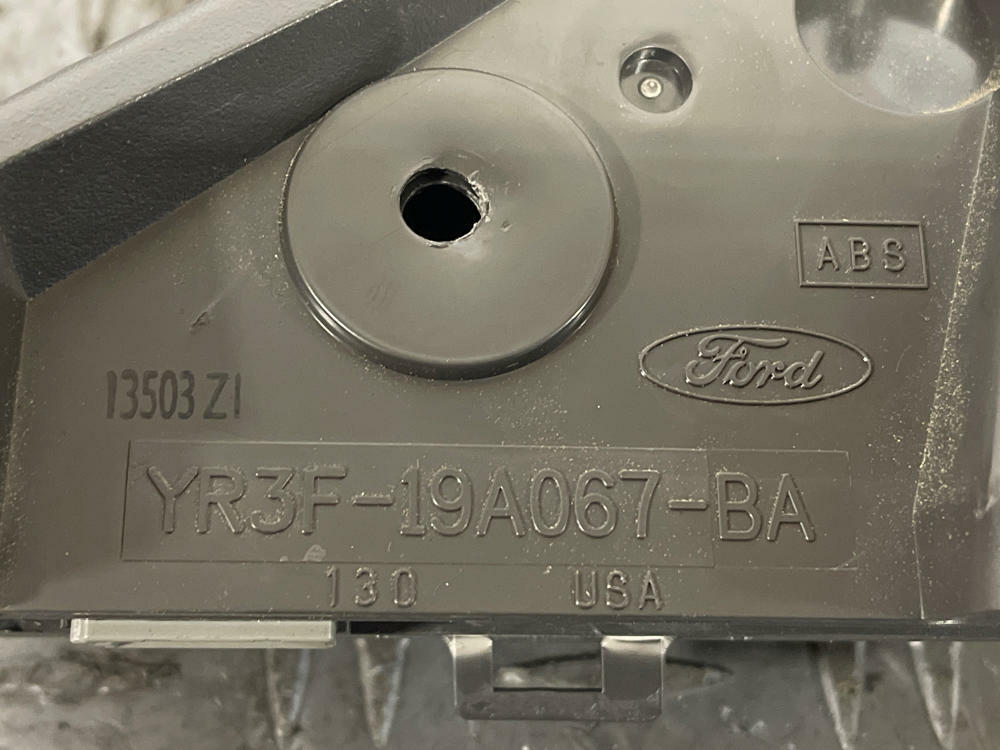 ABS
Ford
13503 Z1
YR3F-19A067-BA
130 USA